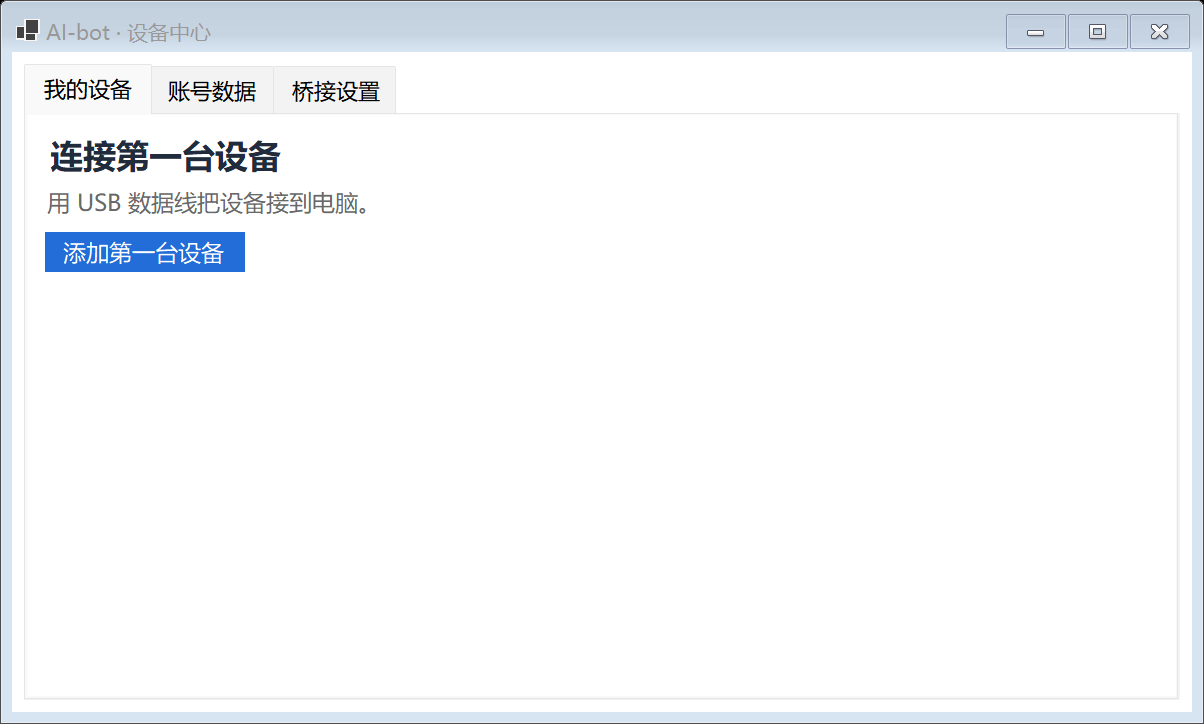 AI-bot · 设备中心
我的设备 账号数据 桥接设置
连接第一台设备
用 USB 数据线把设备接到电脑。
添加第一台设备